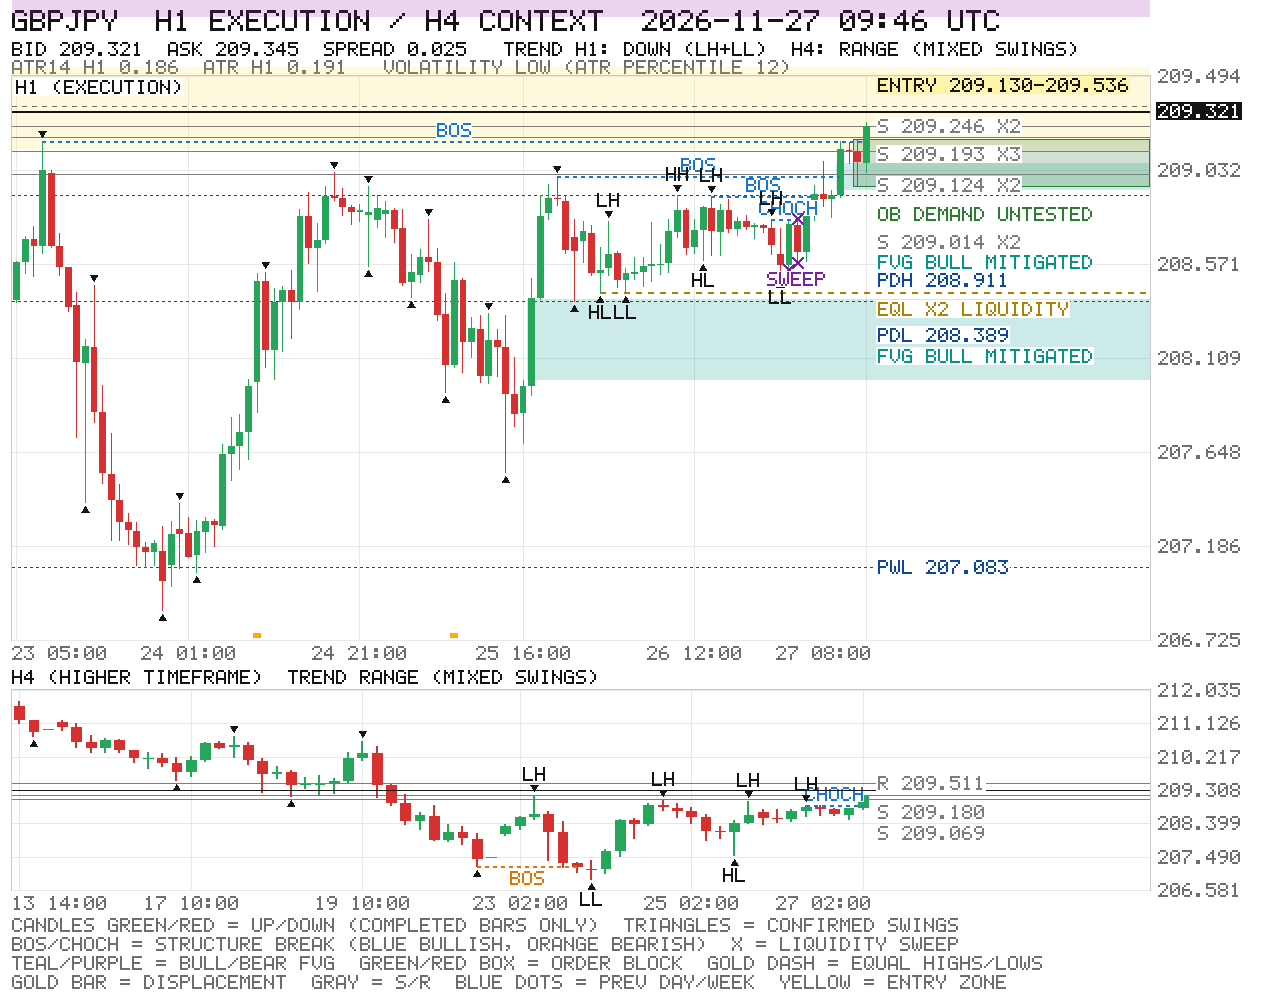 GBPJPY  H1 EXECUTION / H4 CONTEXT  2026-11-27 09:46 UTC
BID 209.321  ASK 209.345  SPREAD 0.025  TREND H1: DOWN (LH+LL)  H4: RANGE (MIXED SWINGS)
ATR14 H1 0.186  ATR H1 0.191  VOLATILITY LOW (ATR PERCENTILE 12)
209.494
H1 (EXECUTION)
ENTRY 209.130-209.536
209.321
S 209.246 X2
BOS
S 209.193 X3
BOS
209.032
HH LH
S 209.124 X2
BOS
LH
LH
CHOCH
OB DEMAND UNTESTED
S 209.014 X2
FVG BULL MITIGATED
208.571
HL
SWEEP
PDH 208.911
LL
HLLL
EQL X2 LIQUIDITY
PDL 208.389
FVG BULL MITIGATED
208.109
207.648
207.186
PWL 207.083
206.725
23 05:00
24 01:00
24 21:00
25 16:00
26 12:00
27 08:00
H4 (HIGHER TIMEFRAME)  TREND RANGE (MIXED SWINGS)
212.035
211.126
210.217
LH
LH
LH
LH
R 209.511
209.308
CHOCH
S 209.180
208.399
S 209.069
207.490
BOS
HL
206.581
LL
13 14:00
17 10:00
19 10:00
23 02:00
25 02:00
27 02:00
CANDLES GREEN/RED = UP/DOWN (COMPLETED BARS ONLY)  TRIANGLES = CONFIRMED SWINGS
BOS/CHOCH = STRUCTURE BREAK (BLUE BULLISH, ORANGE BEARISH)  X = LIQUIDITY SWEEP
TEAL/PURPLE = BULL/BEAR FVG  GREEN/RED BOX = ORDER BLOCK  GOLD DASH = EQUAL HIGHS/LOWS
GOLD BAR = DISPLACEMENT  GRAY = S/R  BLUE DOTS = PREV DAY/WEEK  YELLOW = ENTRY ZONE